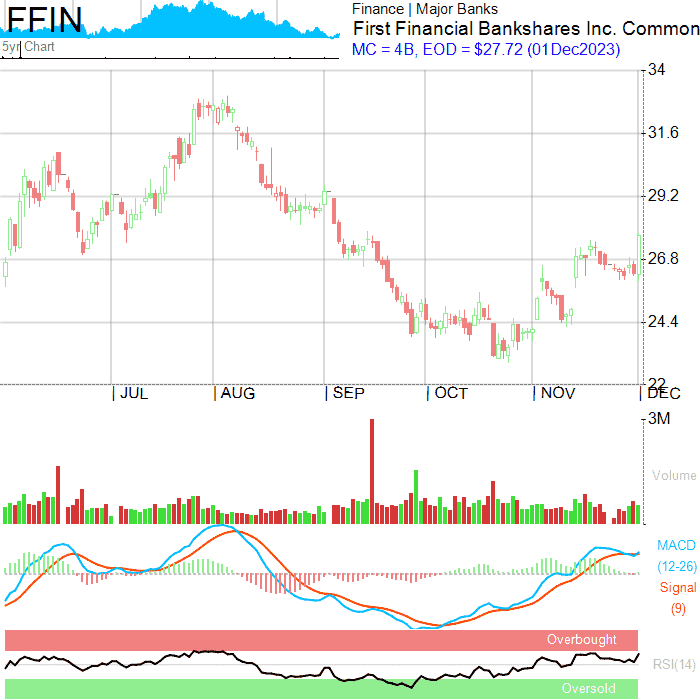 FFIN
5yr Chart
Finance | Major Banks
First Financial Bankshares Inc. Common
MC = 4B, EOD = $27.72 (01Dec2023)
34
31.6
29.2
26.8
24.4
22
JUL
AUG
SEP
OCT
NOV
DEC
3M
Volume
MACD
(12-26)
Signal
(9)
Overbought
RSI(14)
Oversold